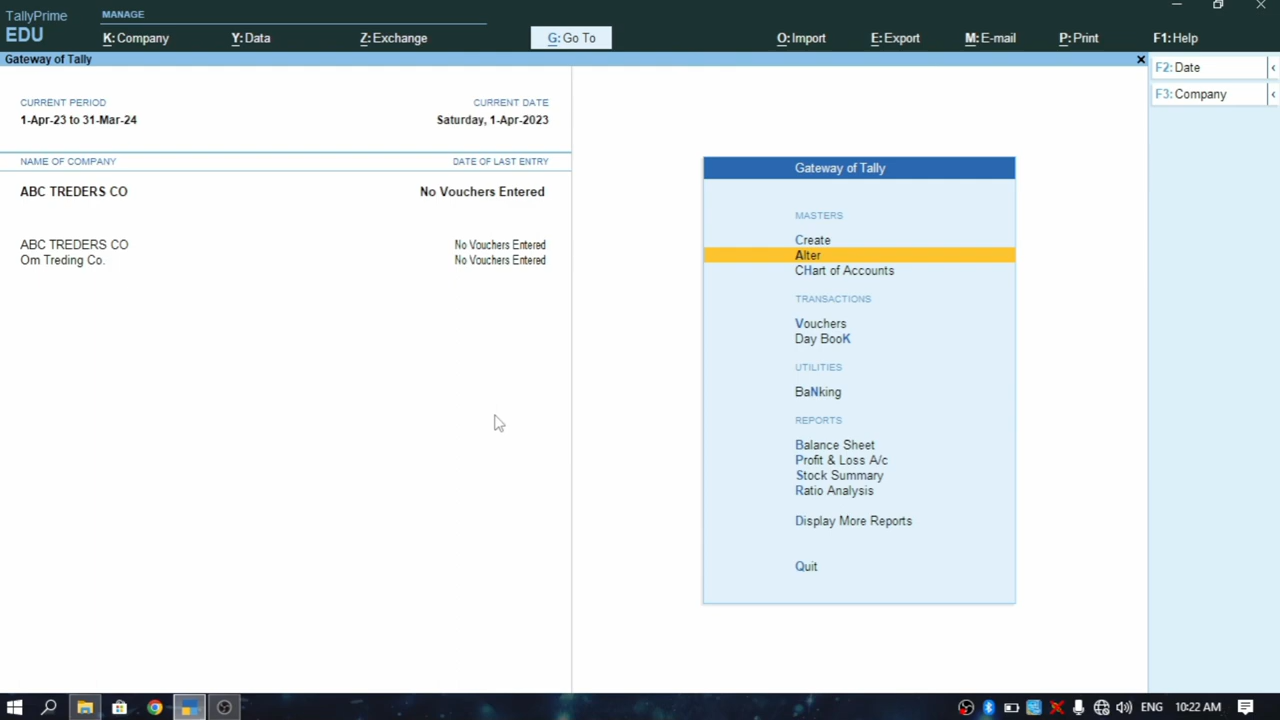 TallyPrime
EDU
MANAGE
K: Company
Y: Data
Z: Exchange
G: Go To
O: Import
E: Export
M: E-mail
P: Print
F1: Help
Gateway of Tally
F2: Date
F3: Company
CURRENT PERIOD
CURRENT DATE
1-Apr-23 to 31-Mar-24
Saturday, 1-Apr-2023
NAME OF COMPANY
DATE OF LAST ENTRY
ABC TREDERS CO
No Vouchers Entered
ABC TREDERS CO
No Vouchers Entered
Om Treding Co.
No Vouchers Entered
Gateway of Tally
MASTERS
Create
Alter
CHart of Accounts
TRANSACTIONS
Vouchers
Day BooK
UTILITIES
BaNking
REPORTS
Balance Sheet
Profit & Loss A/c
Stock Summary
Ratio Analysis
Display More Reports
Quit
ENG
10:22 AM